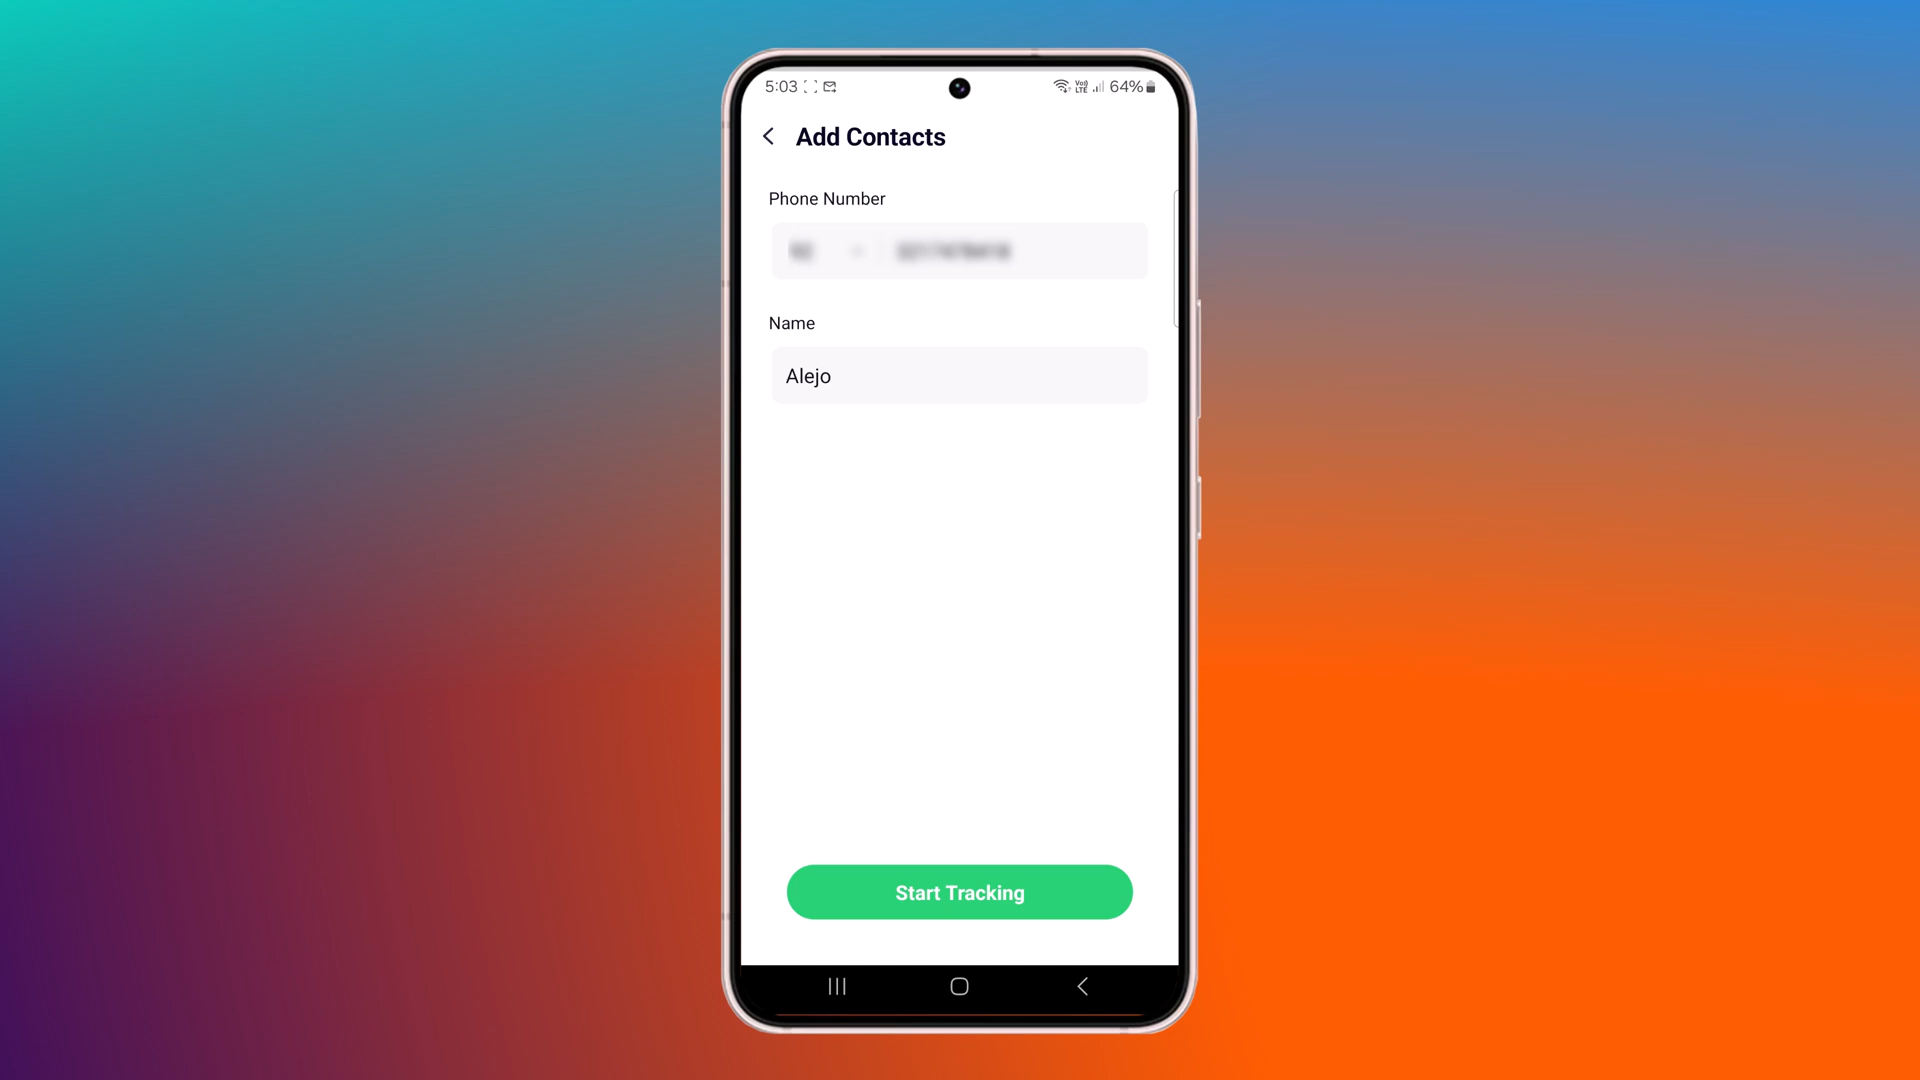 5:03 64%
Add Contacts
Phone Number
Name
Alejo
Start Tracking